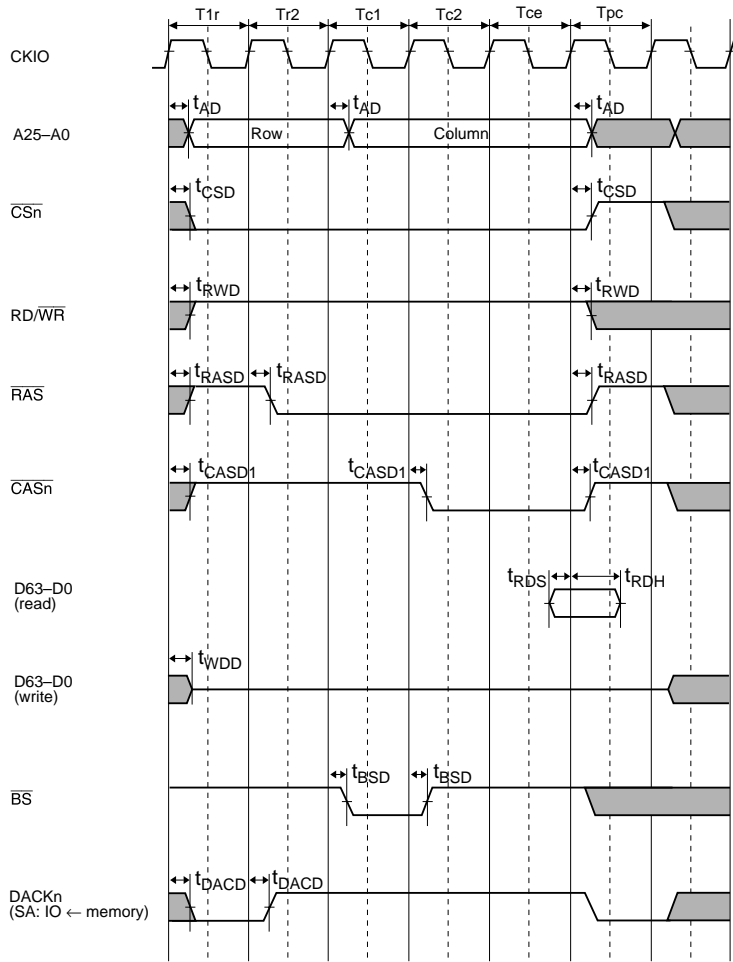 T1r Tr2 Tc1 Tc2 Tce Tpc
CKIO
tAD tAD tAD
A25–A0 Row Column
tCSD tCSD
CSn
tRWD tRWD
RD/WR
tRASD tRASD tRASD
RAS
tCASD1 tCASD1 tCASD1
CASn
tRDS tRDH
D63–D0
(read)
tWDD
D63–D0
(write)
tBSD tBSD
BS
tDACD tDACD
DACKn
(SA: IO ← memory)